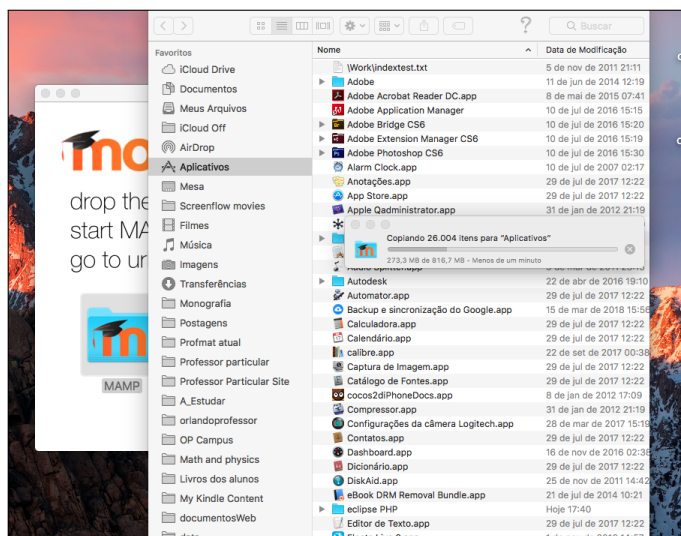 Buscar
Favoritos
iCloud Drive
Documentos
Meus Arquivos
iCloud Off
AirDrop
Aplicativos
Mesa
Screenflow movies
Filmes
Música
Imagens
Transferências
Monografia
Postagens
Profmat atual
Professor particular
Professor Particular Site
A_Estudar
orlandoprofessor
OP Campus
Math and physics
Livros dos alunos
My Kindle Content
documentosWeb
Nome Data de Modificação
\Work\indextest.txt 5 de nov de 2011 21:11
Adobe 11 de jun de 2014 12:19
Adobe Acrobat Reader DC.app 8 de mai de 2015 07:41
Adobe Application Manager 10 de jul de 2016 15:15
Adobe Bridge CS6 10 de jul de 2016 15:20
Adobe Extension Manager CS6 10 de jul de 2016 15:19
Adobe Photoshop CS6 10 de jul de 2016 15:30
Alarm Clock.app 10 de jul de 2007 02:17
Anotações.app 29 de jul de 2017 12:22
App Store.app 29 de jul de 2017 12:22
Apple Qadministrator.app 31 de jan de 2012 21:19
Copiando 26.004 itens para “Aplicativos”
273,3 MB de 816,7 MB - Menos de um minuto
Autodesk 22 de abr de 2016 19:10
Automator.app 29 de jul de 2017 12:22
Backup e sincronização do Google.app 15 de mar de 2018 15:56
Calculadora.app 29 de jul de 2017 12:22
Calendário.app 29 de jul de 2017 12:22
calibre.app 22 de set de 2017 00:38
Captura de Imagem.app 29 de jul de 2017 12:22
Catálogo de Fontes.app 29 de jul de 2017 12:22
cocos2diPhoneDocs.app 8 de jan de 2012 17:09
Compressor.app 31 de jan de 2012 21:19
Configurações da câmera Logitech.app 28 de mar de 2017 15:19
Contatos.app 29 de jul de 2017 12:22
Dashboard.app 16 de nov de 2016 02:38
Dicionário.app 29 de jul de 2017 12:22
DiskAid.app 25 de nov de 2011 14:42
eBook DRM Removal Bundle.app 21 de jul de 2014 10:21
eclipse PHP Hoje 17:40
Editor de Texto.app 29 de jul de 2017 12:22
mo
drop the
start MA
go to ur
m
MAMP